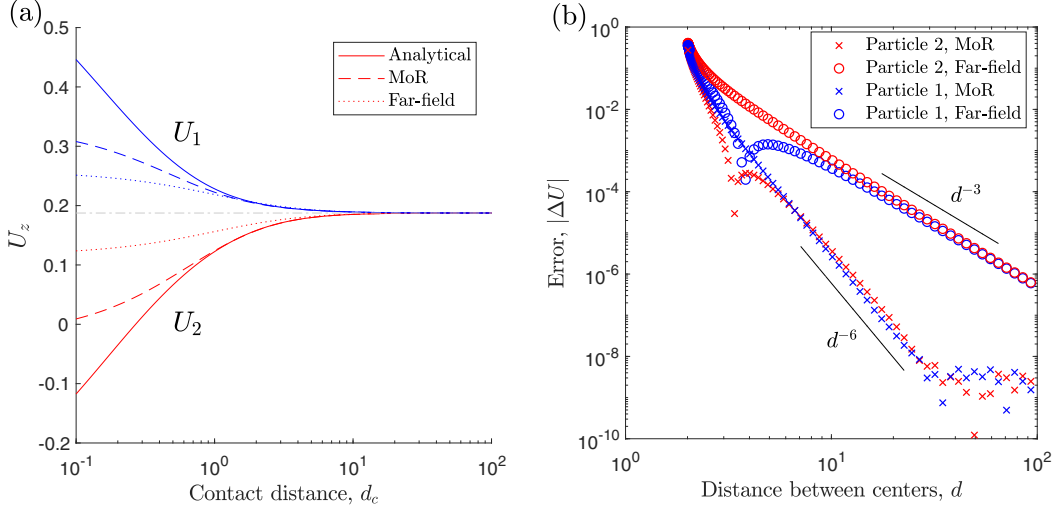 (a)
0.5
0.4
0.3
0.2
0.1
0
-0.1
-0.2
U_z
Analytical
MoR
Far-field
U_1
U_2
10^-1
10^0
10^1
10^2
Contact distance, d_c
(b)
10^0
10^-2
10^-4
10^-6
10^-8
10^-10
Error, |ΔU|
Particle 2, MoR
Particle 2, Far-field
Particle 1, MoR
Particle 1, Far-field
d^-3
d^-6
10^0
10^1
10^2
Distance between centers, d